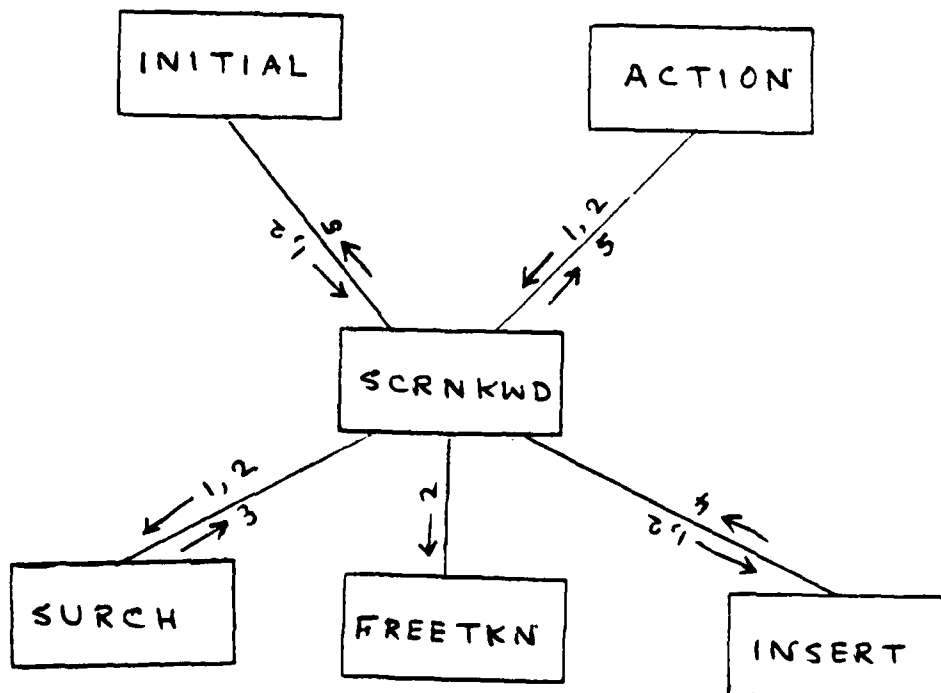 INITIAL
ACTION
1,2
5
1,2
5
SCRNKWD
1,2
3
2
4
1,2
SURCH
FREETKN
INSERT